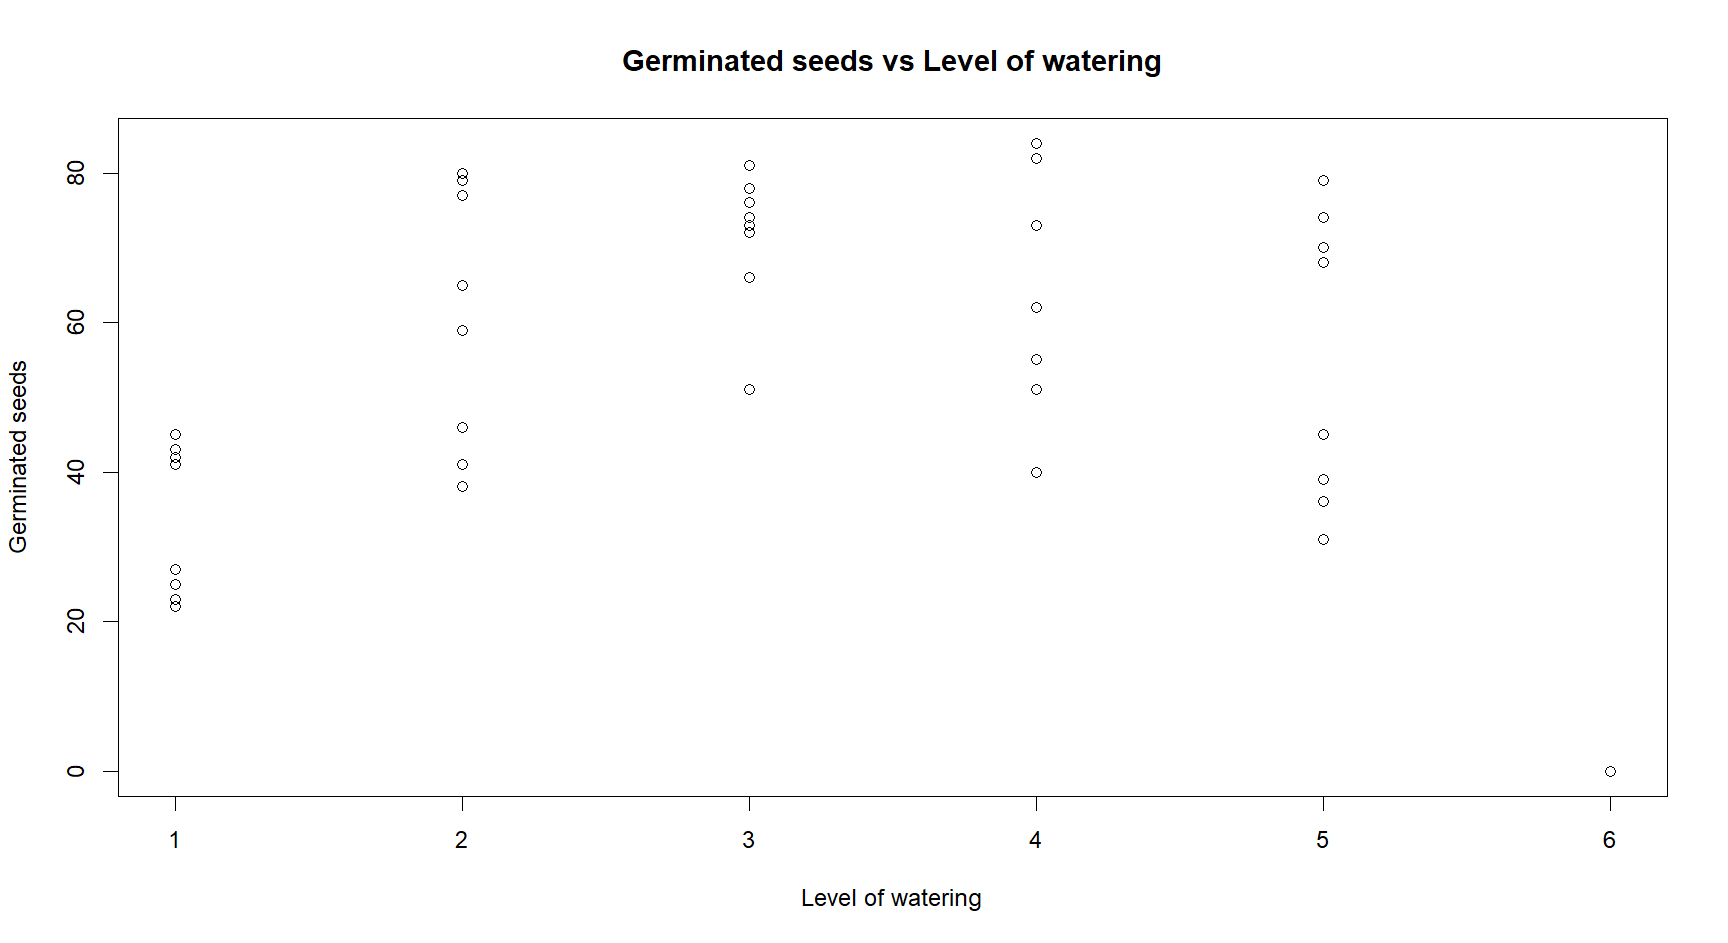 Germinated seeds vs Level of watering
Germinated seeds
80
60
40
20
0
1 2 3 4 5 6
Level of watering